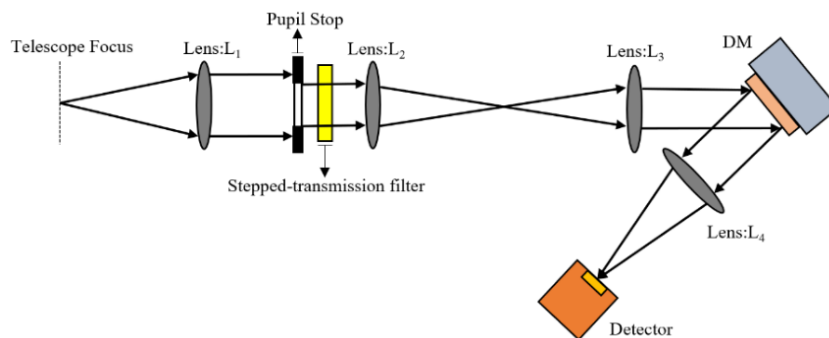 Pupil Stop
Telescope Focus
Lens:L₁
Lens:L₂
Lens:L₃
DM
Stepped-transmission filter
Lens:L₄
Detector